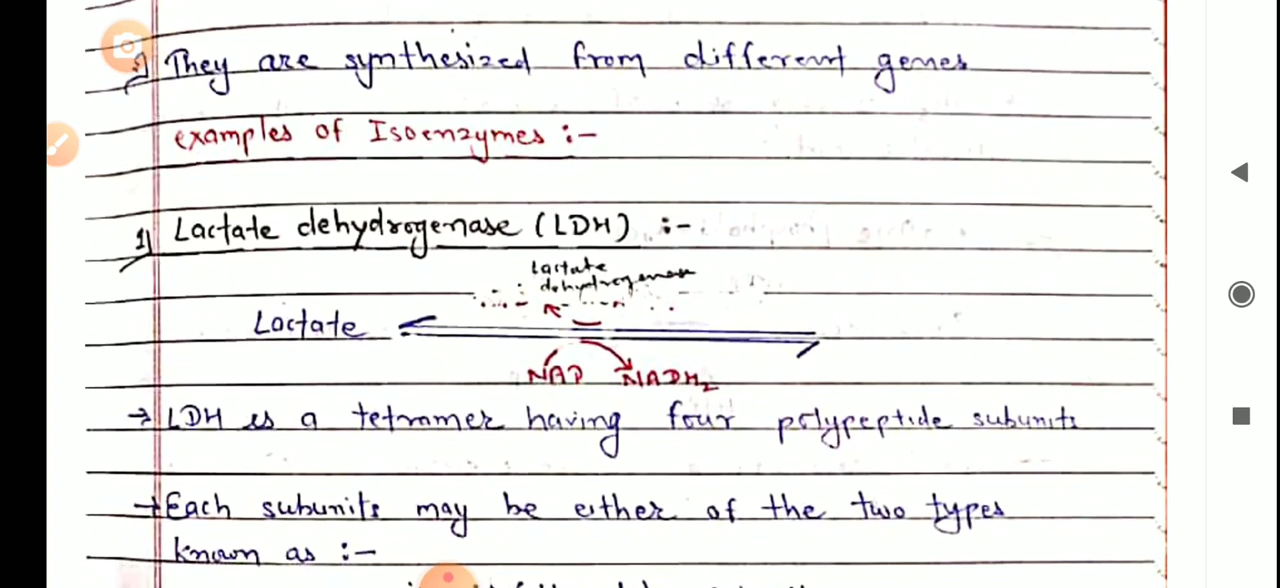 They are synthesized from different genes
examples of Isoenzymes :-
1) Lactate dehydrogenase (LDH) :-
Lactate
dehydrogenase
Lactate
NAD NADH2
→ LDH is a tetramer having four polypeptide subunits
→ Each subunits may be either of the two types
known as :-